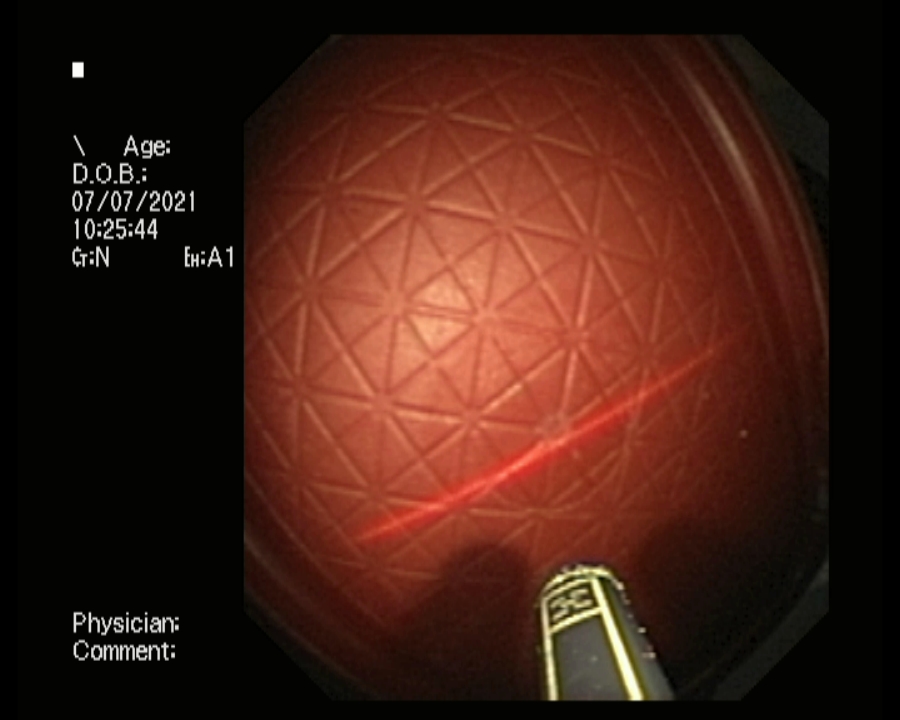 \ Age:
D.O.B.:
07/07/2021
10:25:44
Cr:N EH:A1
Physician:
Comment: